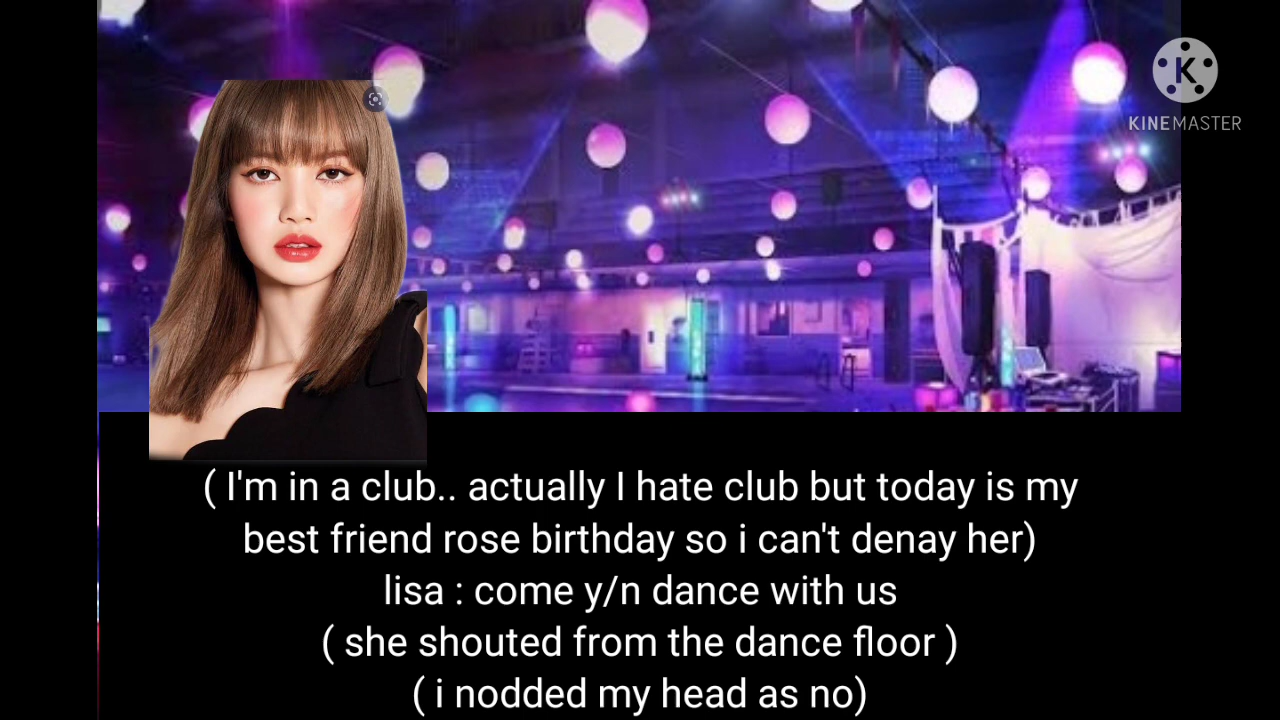 K
KINEMASTER
( I'm in a club.. actually I hate club but today is my
best friend rose birthday so i can't denay her)
lisa : come y/n dance with us
( she shouted from the dance floor )
( i nodded my head as no)